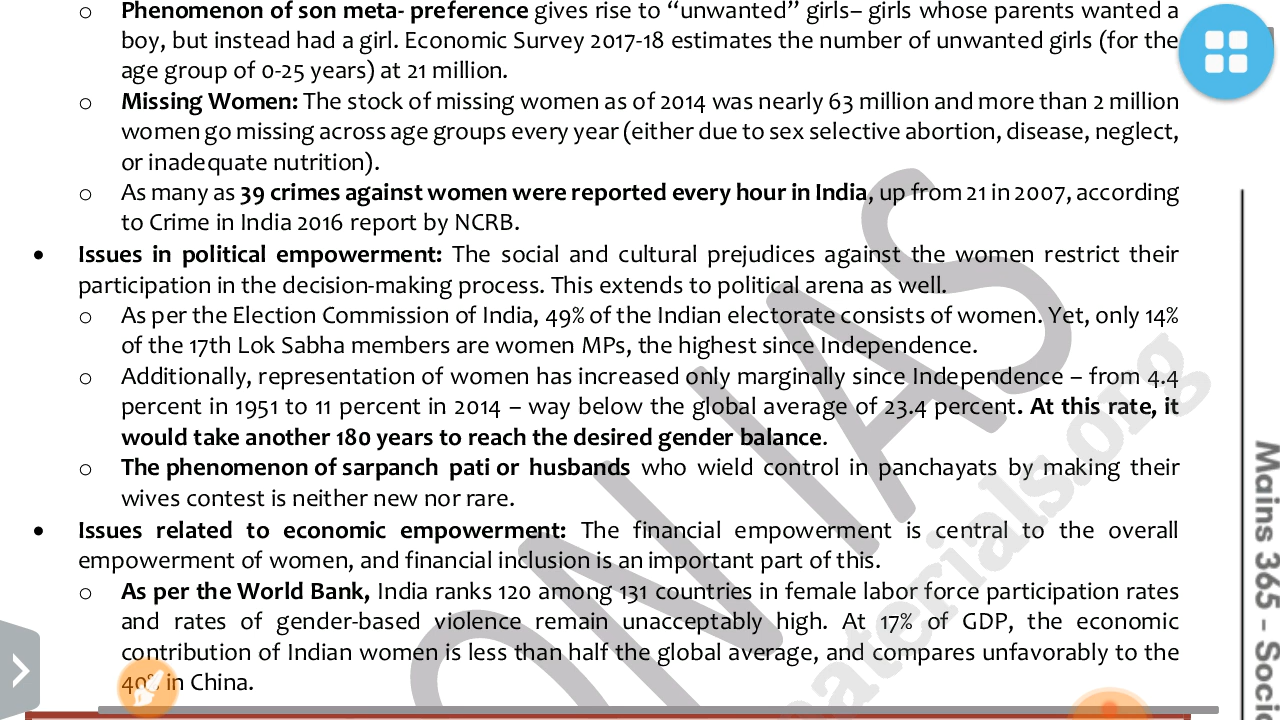 o Phenomenon of son meta- preference gives rise to “unwanted” girls– girls whose parents wanted a
boy, but instead had a girl. Economic Survey 2017-18 estimates the number of unwanted girls (for the
age group of 0-25 years) at 21 million.
o Missing Women: The stock of missing women as of 2014 was nearly 63 million and more than 2 million
women go missing across age groups every year (either due to sex selective abortion, disease, neglect,
or inadequate nutrition).
o As many as 39 crimes against women were reported every hour in India, up from 21 in 2007, according
to Crime in India 2016 report by NCRB.
• Issues in political empowerment: The social and cultural prejudices against the women restrict their
participation in the decision-making process. This extends to political arena as well.
o As per the Election Commission of India, 49% of the Indian electorate consists of women. Yet, only 14%
of the 17th Lok Sabha members are women MPs, the highest since Independence.
o Additionally, representation of women has increased only marginally since Independence – from 4.4
percent in 1951 to 11 percent in 2014 – way below the global average of 23.4 percent. At this rate, it
would take another 180 years to reach the desired gender balance.
o The phenomenon of sarpanch pati or husbands who wield control in panchayats by making their
wives contest is neither new nor rare.
• Issues related to economic empowerment: The financial empowerment is central to the overall
empowerment of women, and financial inclusion is an important part of this.
o As per the World Bank, India ranks 120 among 131 countries in female labor force participation rates
and rates of gender-based violence remain unacceptably high. At 17% of GDP, the economic
contribution of Indian women is less than half the global average, and compares unfavorably to the
40% in China.
ON IAS
aterials.org
Mains 365 - Soci